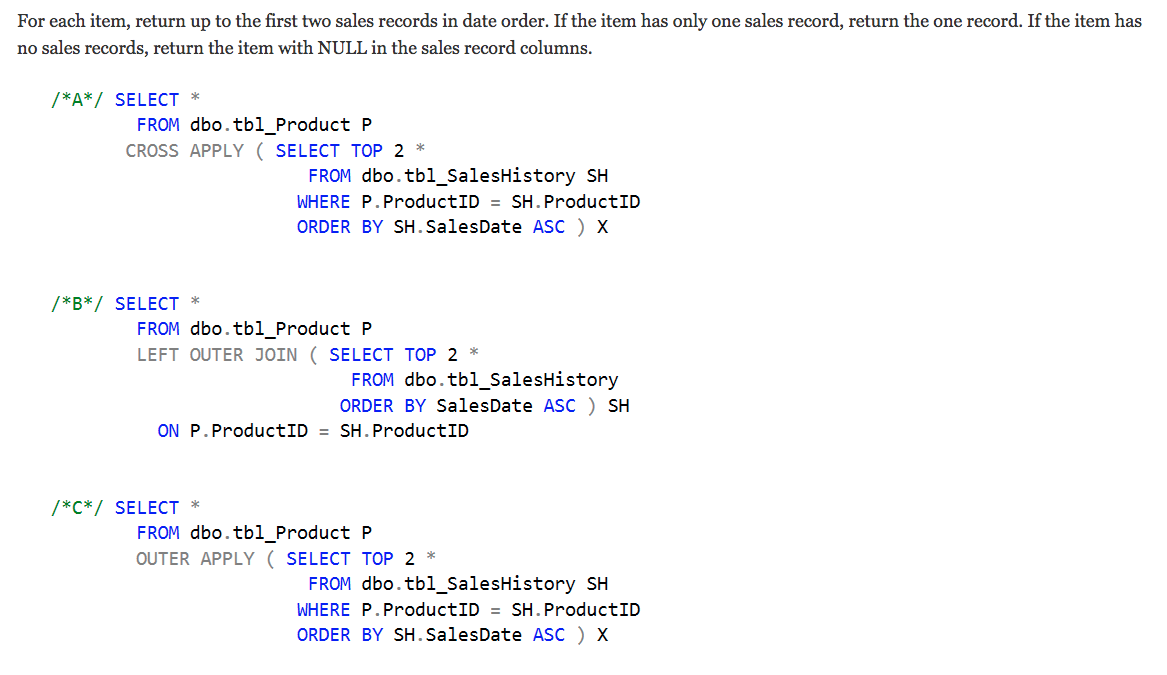 For each item, return up to the first two sales records in date order. If the item has only one sales record, return the one record. If the item has
no sales records, return the item with NULL in the sales record columns.
/*A*/ SELECT *
FROM dbo.tbl_Product P
CROSS APPLY ( SELECT TOP 2 *
FROM dbo.tbl_SalesHistory SH
WHERE P.ProductID = SH.ProductID
ORDER BY SH.SalesDate ASC ) X
/*B*/ SELECT *
FROM dbo.tbl_Product P
LEFT OUTER JOIN ( SELECT TOP 2 *
FROM dbo.tbl_SalesHistory
ORDER BY SalesDate ASC ) SH
ON P.ProductID = SH.ProductID
/*C*/ SELECT *
FROM dbo.tbl_Product P
OUTER APPLY ( SELECT TOP 2 *
FROM dbo.tbl_SalesHistory SH
WHERE P.ProductID = SH.ProductID
ORDER BY SH.SalesDate ASC ) X